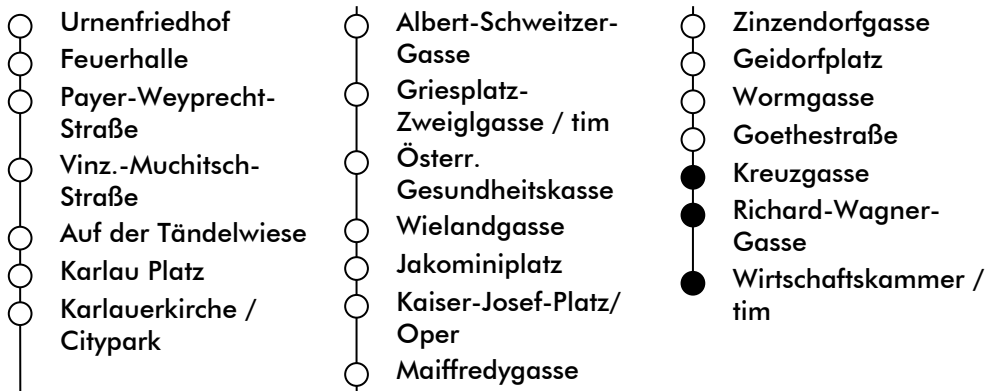 Urnenfriedhof
Feuerhalle
Payer-Weyprecht-
Straße
Vinz.-Muchitsch-
Straße
Auf der Tändelwiese
Karlau Platz
Karlauerkirche /
Citypark
Albert-Schweitzer-
Gasse
Griesplatz-
Zweiglgasse / tim
Österr.
Gesundheitskasse
Wielandgasse
Jakominiplatz
Kaiser-Josef-Platz/
Oper
Maiffredygasse
Zinzendorfgasse
Geidorfplatz
Wormgasse
Goethestraße
Kreuzgasse
Richard-Wagner-
Gasse
Wirtschaftskammer /
tim